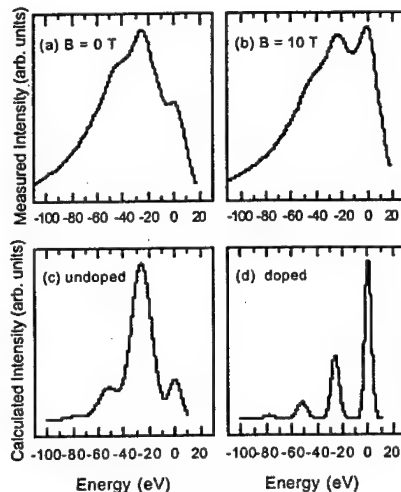 Measured Intensity (arb. units)
(a) B = 0 T
(b) B = 10 T
-100 -80 -60 -40 -20 0 20
-100 -80 -60 -40 -20 0 20
Calculated Intensity (arb. units)
(c) undoped
(d) doped
-100 -80 -60 -40 -20 0 20
-100 -80 -60 -40 -20 0 20
Energy (eV)
Energy (eV)